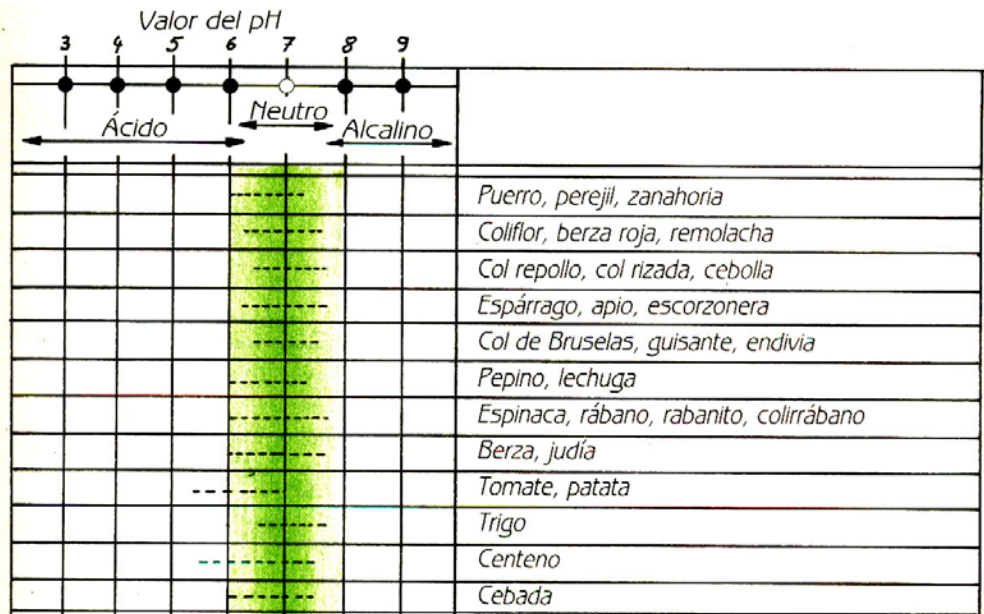 Valor del pH
3 4 5 6 7 8 9
Ácido
Neutro
Alcalino
Puerro, perejil, zanahoria
Coliflor, berza roja, remolacha
Col repollo, col rizada, cebolla
Espárrago, apio, escorzonera
Col de Bruselas, guisante, endivia
Pepino, lechuga
Espinaca, rábano, rabanito, colirrábano
Berza, judía
Tomate, patata
Trigo
Centeno
Cebada